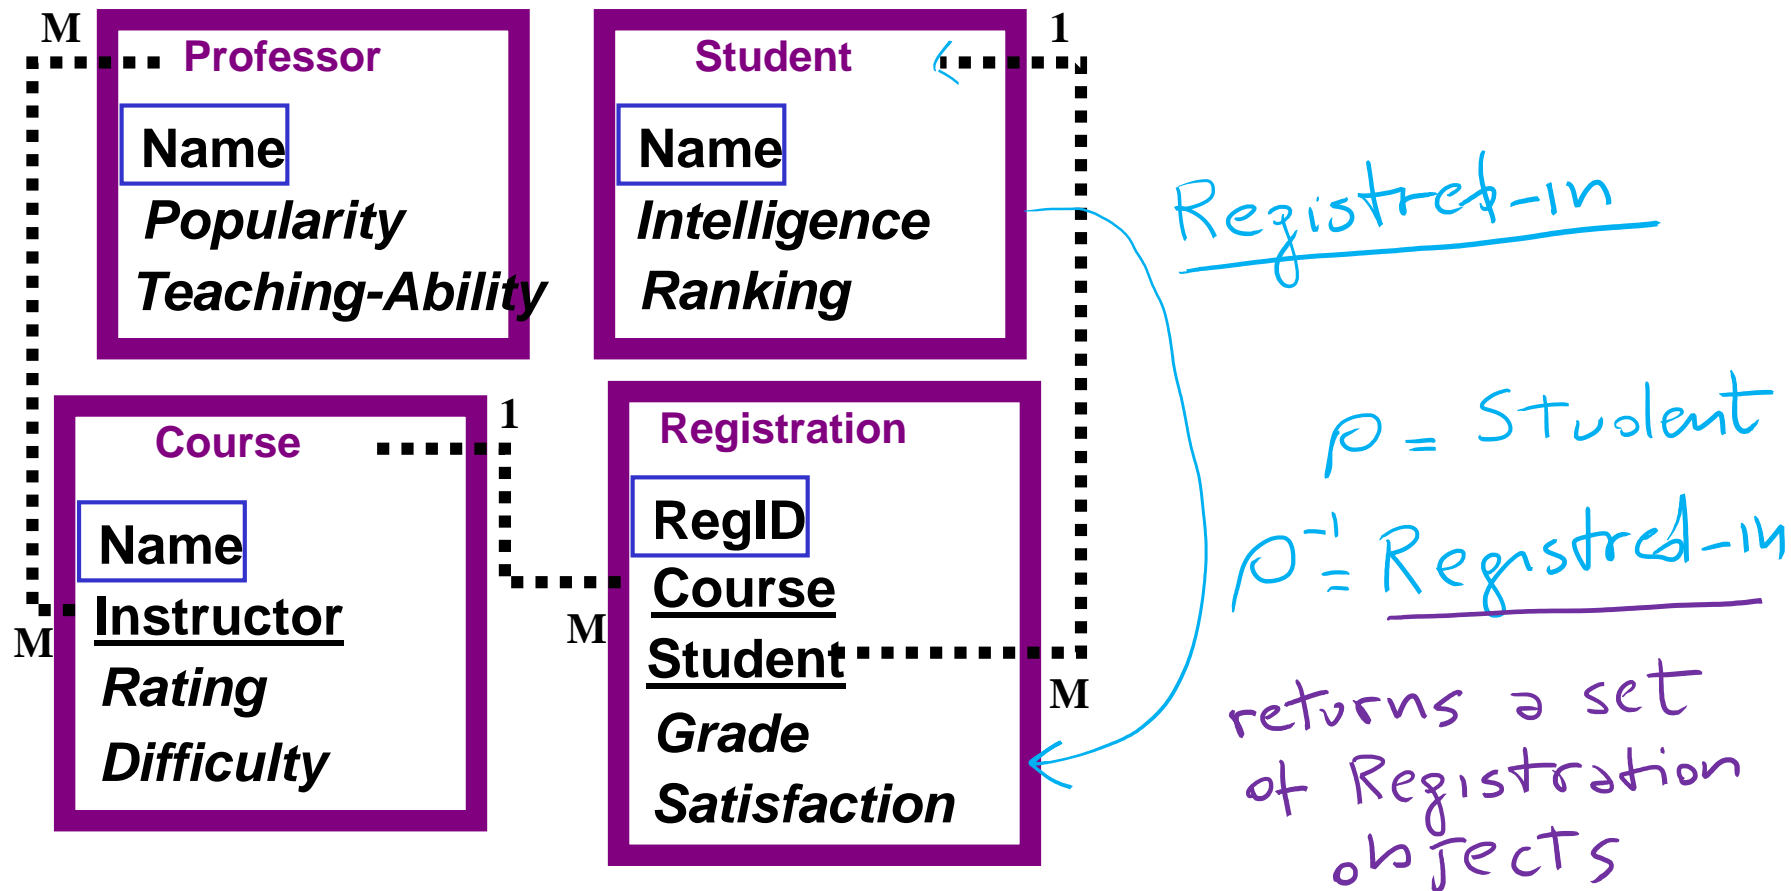 M
Professor
Name
Popularity
Teaching-Ability
1
Student
Name
Intelligence
Ranking
1
Course
Name
Instructor
Rating
Difficulty
M
Registration
RegID
Course
Student
Grade
Satisfaction
M
M
Registred-in
ρ = Student
ρ⁻¹ = Registred-in
returns a set
of Registration
objects